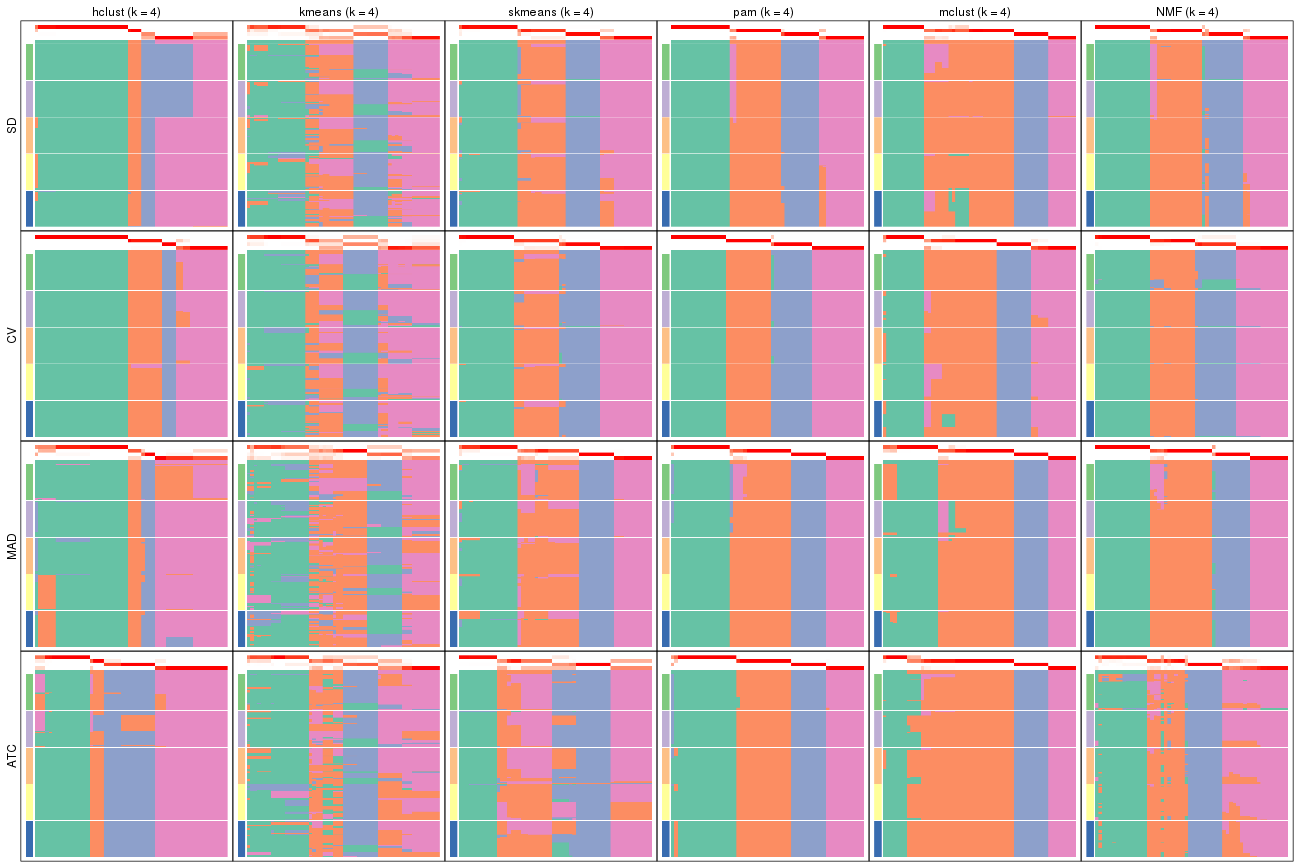 hclust (k = 4)
kmeans (k = 4)
skmeans (k = 4)
pam (k = 4)
mclust (k = 4)
NMF (k = 4)
SD
CV
MAD
ATC